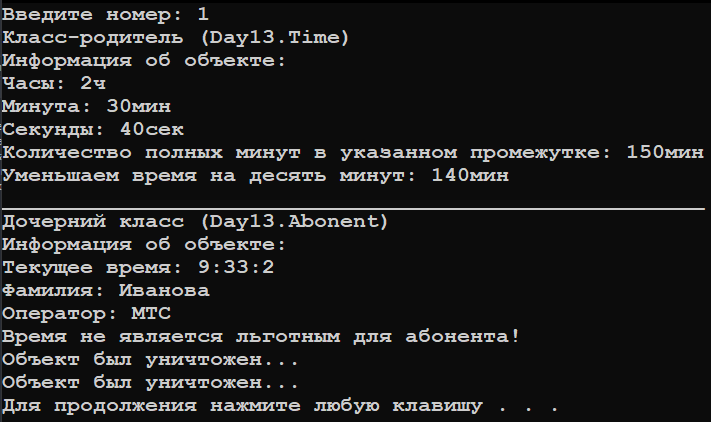 Введите номер: 1
Класс-родитель (Day13.Time)
Информация об объекте:
Часы: 2ч
Минута: 30мин
Секунды: 40сек
Количество полных минут в указанном промежутке: 150мин
Уменьшаем время на десять минут: 140мин
______________________________________________________
Дочерний класс (Day13.Abonent)
Информация об объекте:
Текущее время: 9:33:2
Фамилия: Иванова
Оператор: МТС
Время не является льготным для абонента!
Объект был уничтожен...
Объект был уничтожен...
Для продолжения нажмите любую клавишу . . .